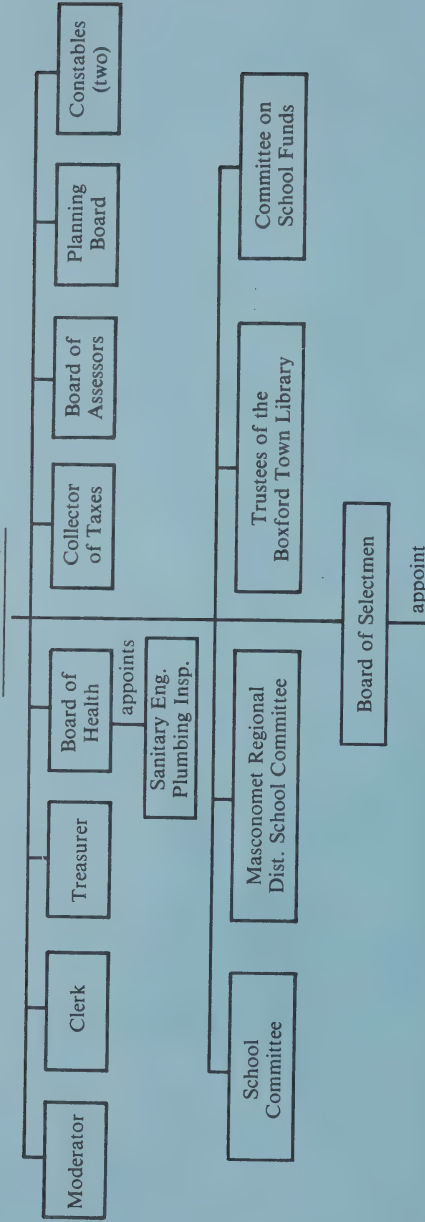 Moderator
Clerk
Treasurer
Board of
Health
Collector
of Taxes
Board of
Assessors
Planning
Board
Constables
(two)
appoints
Sanitary Eng.
Plumbing Insp.
School
Committee
Masconomet Regional
Dist. School Committee
Trustees of the
Boxford Town Library
Committee on
School Funds
Board of Selectmen
appoint